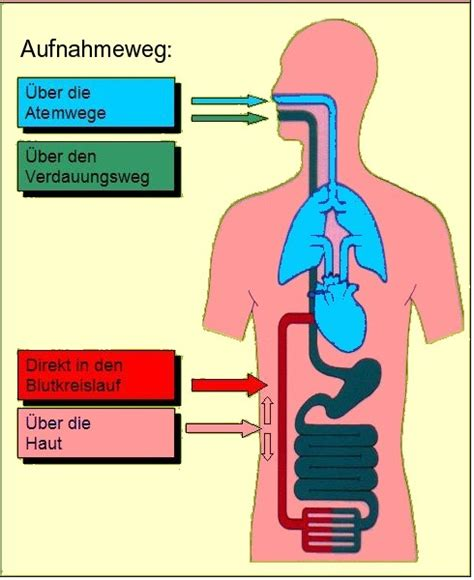 Aufnahmeweg:
Über die
Atemwege
Über den
Verdauungsweg
Direkt in den
Blutkreislauf
Über die
Haut